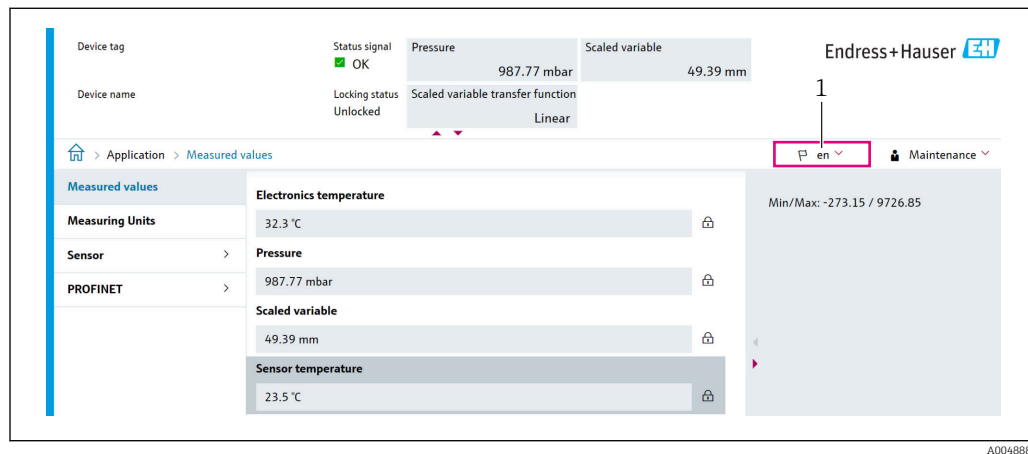 Device tag
Status signal
OK
Pressure
987.77 mbar
Scaled variable
49.39 mm
Endress+Hauser EH
Device name
Locking status
Unlocked
Scaled variable transfer function
Linear
1
> Application > Measured values
en
Maintenance
Measured values
Measuring Units
Sensor >
PROFINET >
Electronics temperature
32.3 °C
Pressure
987.77 mbar
Scaled variable
49.39 mm
Sensor temperature
23.5 °C
Min/Max: -273.15 / 9726.85